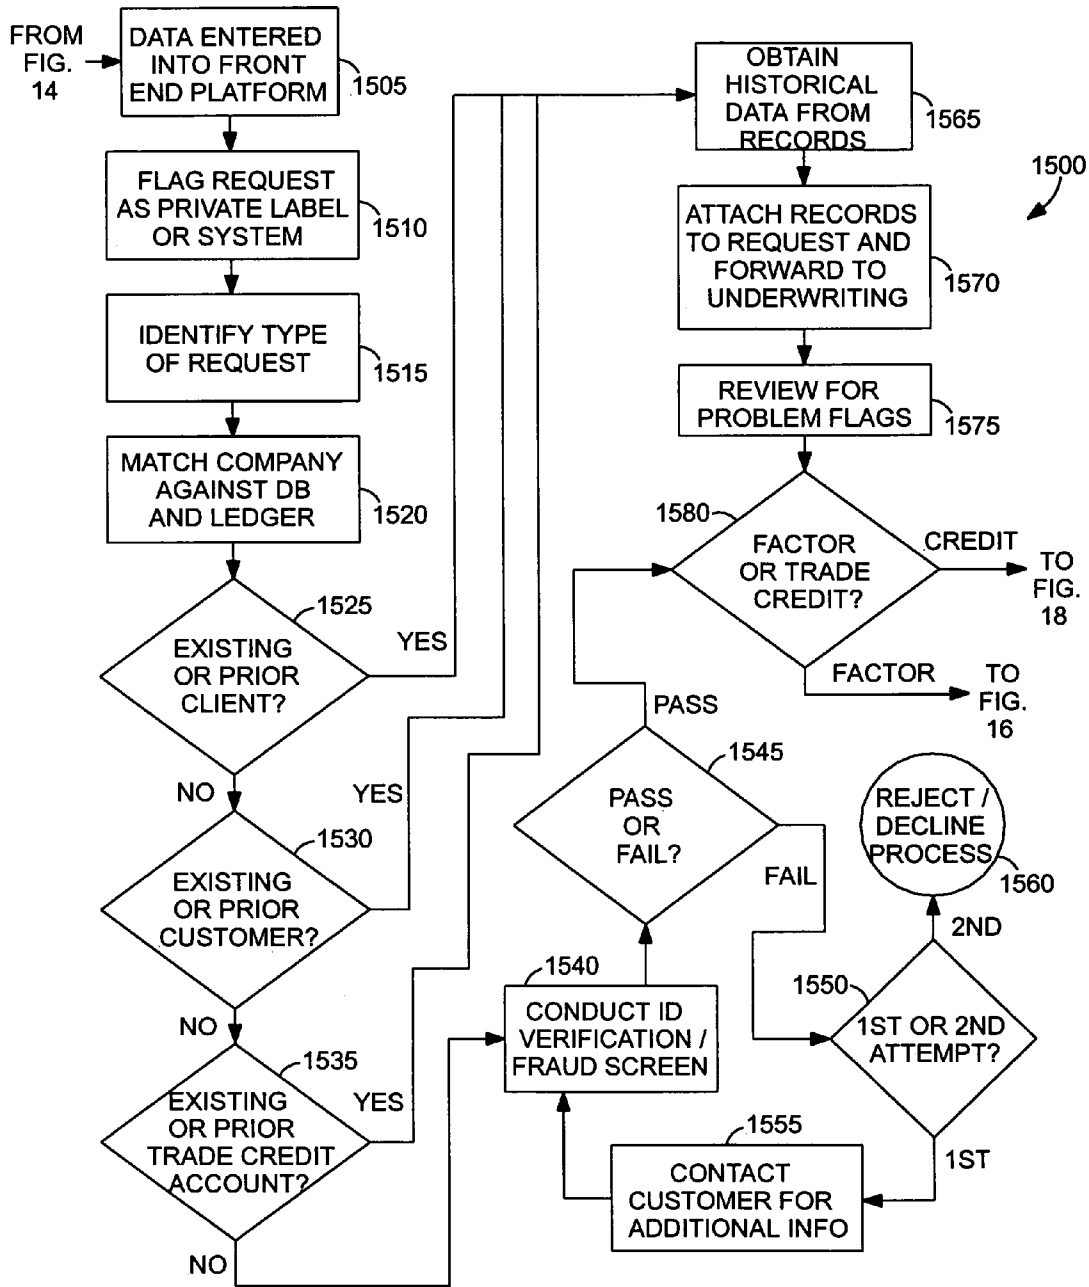 FROM
FIG.
14
DATA ENTERED
INTO FRONT
END PLATFORM
1505
FLAG REQUEST
AS PRIVATE LABEL
OR SYSTEM
1510
IDENTIFY TYPE
OF REQUEST
1515
MATCH COMPANY
AGAINST DB
AND LEDGER
1520
EXISTING
OR PRIOR
CLIENT?
1525
YES
NO
EXISTING
OR PRIOR
CUSTOMER?
1530
YES
NO
EXISTING
OR PRIOR
TRADE CREDIT
ACCOUNT?
1535
YES
NO
CONDUCT ID
VERIFICATION /
FRAUD SCREEN
1540
PASS
OR
FAIL?
1545
PASS
FAIL
1ST OR 2ND
ATTEMPT?
1550
2ND
1ST
CONTACT
CUSTOMER FOR
ADDITIONAL INFO
1555
REJECT /
DECLINE
PROCESS
1560
OBTAIN
HISTORICAL
DATA FROM
RECORDS
1565
1500
ATTACH RECORDS
TO REQUEST AND
FORWARD TO
UNDERWRITING
1570
REVIEW FOR
PROBLEM FLAGS
1575
FACTOR
OR TRADE
CREDIT?
1580
CREDIT
TO
FIG.
18
FACTOR
TO
FIG.
16